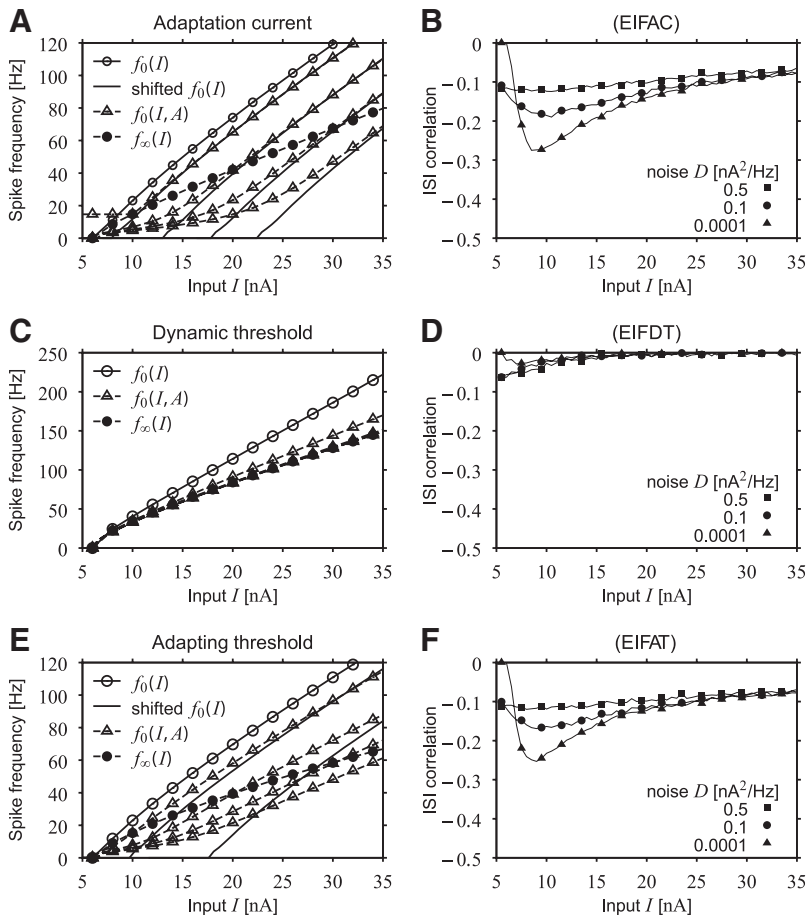 A Adaptation current
Spike frequency [Hz]
120
100
80
60
40
20
0
f₀(I)
shifted f₀(I)
f₀(I, A)
f∞(I)
5 10 15 20 25 30 35
Input I [nA]
B (EIFAC)
ISI correlation
0
−0.1
−0.2
−0.3
−0.4
−0.5
noise D [nA²/Hz]
0.5
0.1
0.0001
5 10 15 20 25 30 35
Input I [nA]
C Dynamic threshold
Spike frequency [Hz]
250
200
150
100
50
0
f₀(I)
f₀(I, A)
f∞(I)
5 10 15 20 25 30 35
Input I [nA]
D (EIFDT)
ISI correlation
0
−0.1
−0.2
−0.3
−0.4
−0.5
noise D [nA²/Hz]
0.5
0.1
0.0001
5 10 15 20 25 30 35
Input I [nA]
E Adapting threshold
Spike frequency [Hz]
120
100
80
60
40
20
0
f₀(I)
shifted f₀(I)
f₀(I, A)
f∞(I)
5 10 15 20 25 30 35
Input I [nA]
F (EIFAT)
ISI correlation
0
−0.1
−0.2
−0.3
−0.4
−0.5
noise D [nA²/Hz]
0.5
0.1
0.0001
5 10 15 20 25 30 35
Input I [nA]